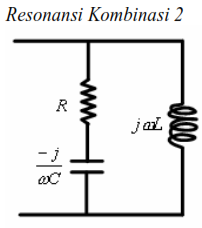 Resonansi Kombinasi 2
R
jωL
-j
ωC